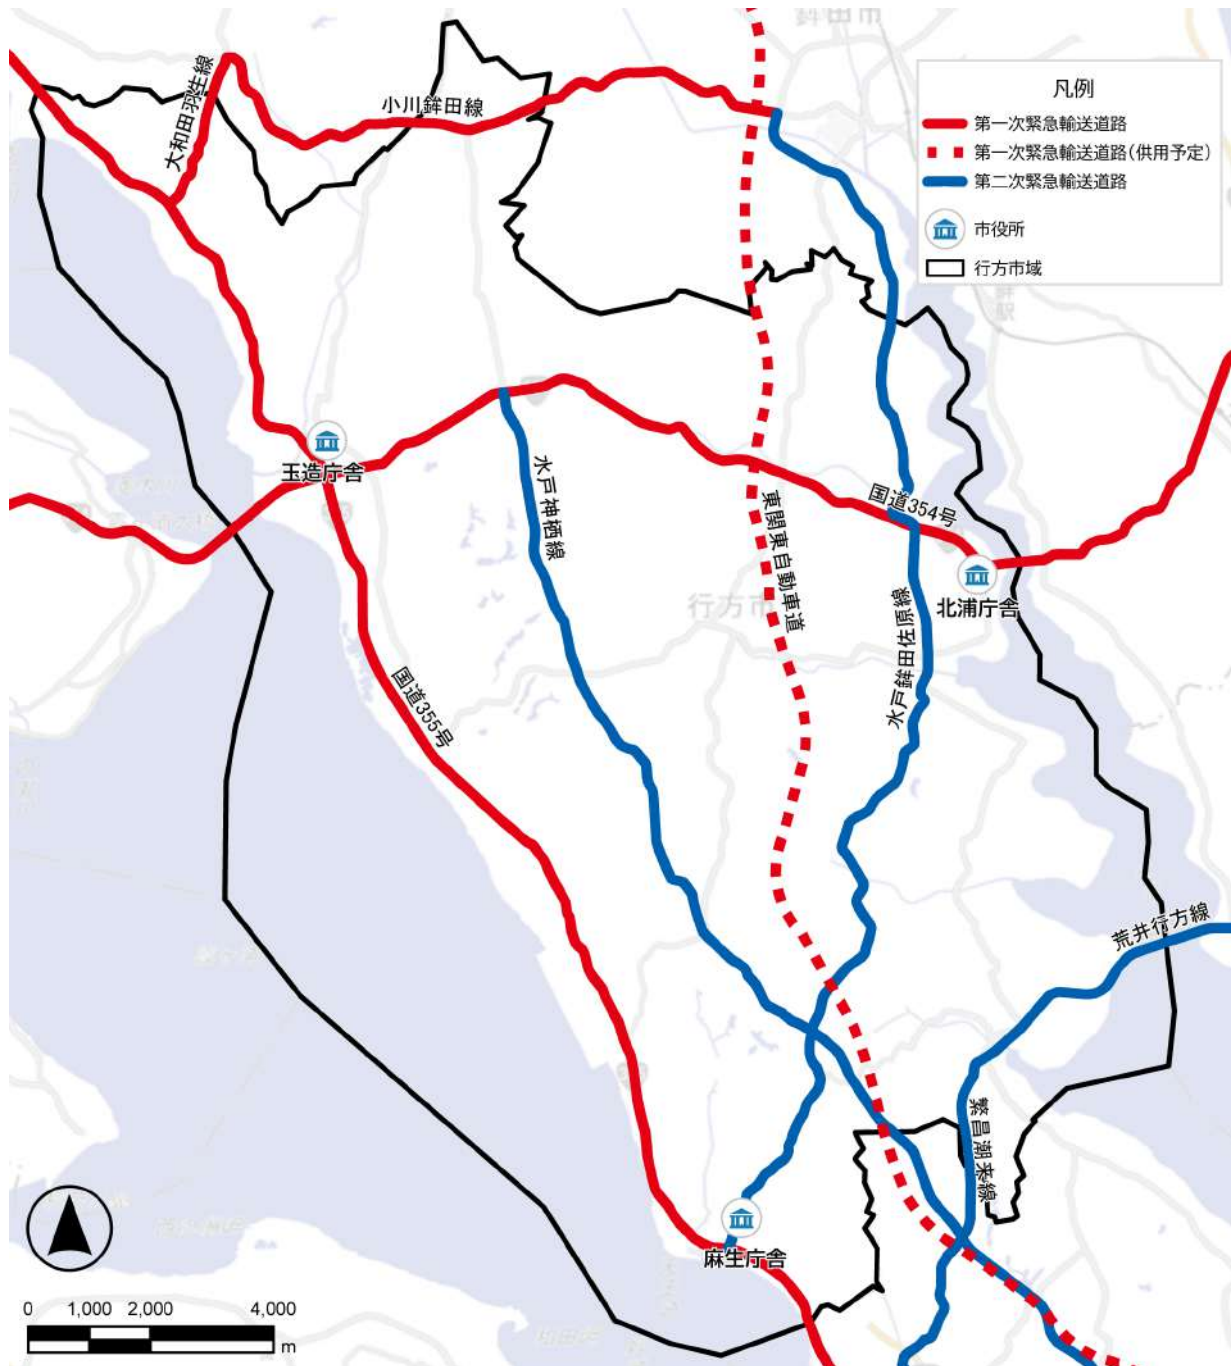 鉾田市
凡例
第一次緊急輸送道路
第一次緊急輸送道路(供用予定)
第二次緊急輸送道路
市役所
行方市域
大和田羽生線
小川鉾田線
玉造庁舎
水戸神栖線
東関東自動車道
国道354号
北浦庁舎
行方市
水戸鉾田佐原線
国道355号
荒井行方線
繁昌潮来線
麻生庁舎
0 1,000 2,000 4,000
m